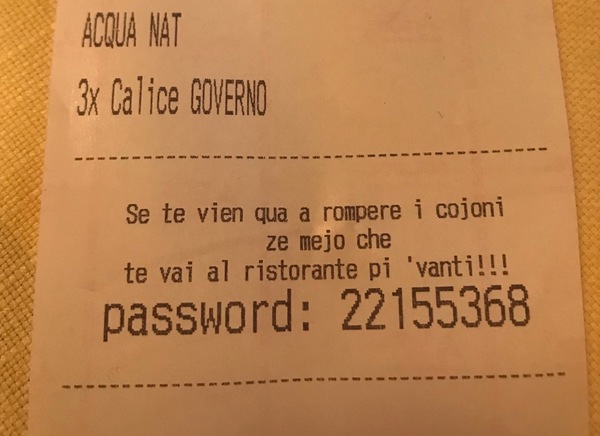 ACQUA NAT
3x Calice GOVERNO
Se te vien qua a rompere i cojoni
ze mejo che
te vai al ristorante pi 'vanti!!!
password: 22155368